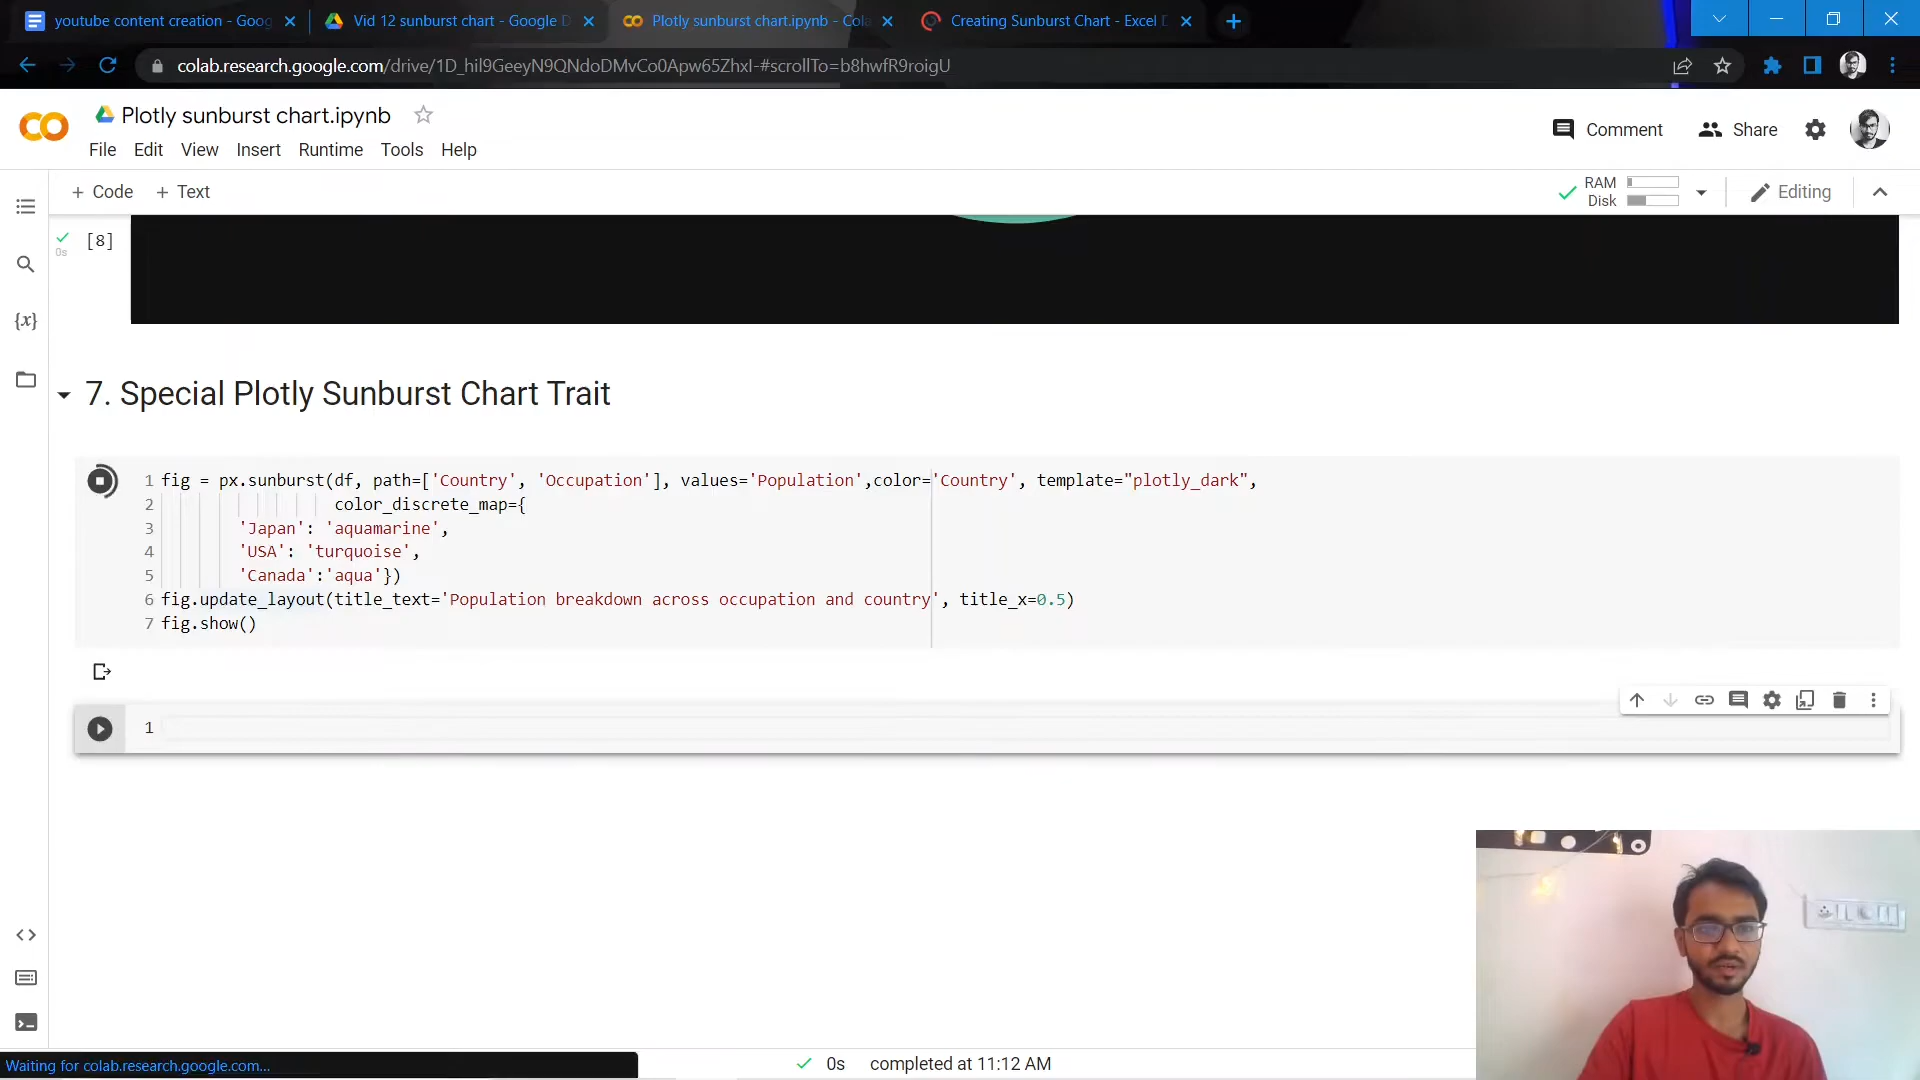 youtube content creation - Goog
Vid 12 sunburst chart - Google D
Plotly sunburst chart.ipynb - Cola
Creating Sunburst Chart - Excel D
colab.research.google.com/drive/1D_hil9GeeyN9QNdoDMvCo0Apw65ZhxI-#scrollTo=b8hwfR9roigU
Plotly sunburst chart.ipynb
Comment
Share
File Edit View Insert Runtime Tools Help
+ Code + Text
RAM
Disk
Editing
[8]
0s
{x}
7. Special Plotly Sunburst Chart Trait
1 fig = px.sunburst(df, path=['Country', 'Occupation'], values='Population',color='Country', template="plotly_dark",
2 color_discrete_map={
3 'Japan': 'aquamarine',
4 'USA': 'turquoise',
5 'Canada':'aqua'})
6 fig.update_layout(title_text='Population breakdown across occupation and country', title_x=0.5)
7 fig.show()
1
Waiting for colab.research.google.com...
0s completed at 11:12 AM